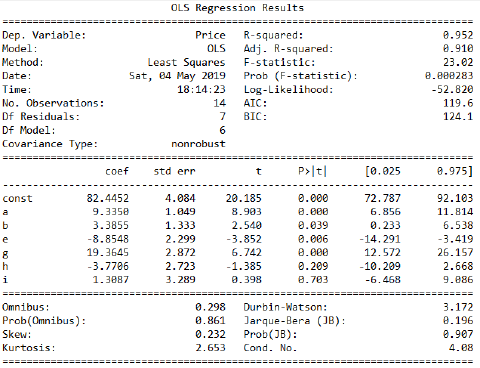 OLS Regression Results
==============================================================================
Dep. Variable: Price R-squared: 0.952
Model: OLS Adj. R-squared: 0.910
Method: Least Squares F-statistic: 23.02
Date: Sat, 04 May 2019 Prob (F-statistic): 0.000283
Time: 18:14:23 Log-Likelihood: -52.820
No. Observations: 14 AIC: 119.6
Df Residuals: 7 BIC: 124.1
Df Model: 6
Covariance Type: nonrobust
==============================================================================
coef std err t P>|t| [0.025 0.975]
------------------------------------------------------------------------------
const 82.4452 4.084 20.185 0.000 72.787 92.103
a 9.3350 1.049 8.903 0.000 6.856 11.814
b 3.3855 1.333 2.540 0.039 0.233 6.538
e -8.8548 2.299 -3.852 0.006 -14.291 -3.419
g 19.3645 2.872 6.742 0.000 12.572 26.157
h -3.7706 2.723 -1.385 0.209 -10.209 2.668
i 1.3087 3.289 0.398 0.703 -6.468 9.086
==============================================================================
Omnibus: 0.298 Durbin-Watson: 3.172
Prob(Omnibus): 0.861 Jarque-Bera (JB): 0.196
Skew: 0.232 Prob(JB): 0.907
Kurtosis: 2.653 Cond. No. 4.08
==============================================================================